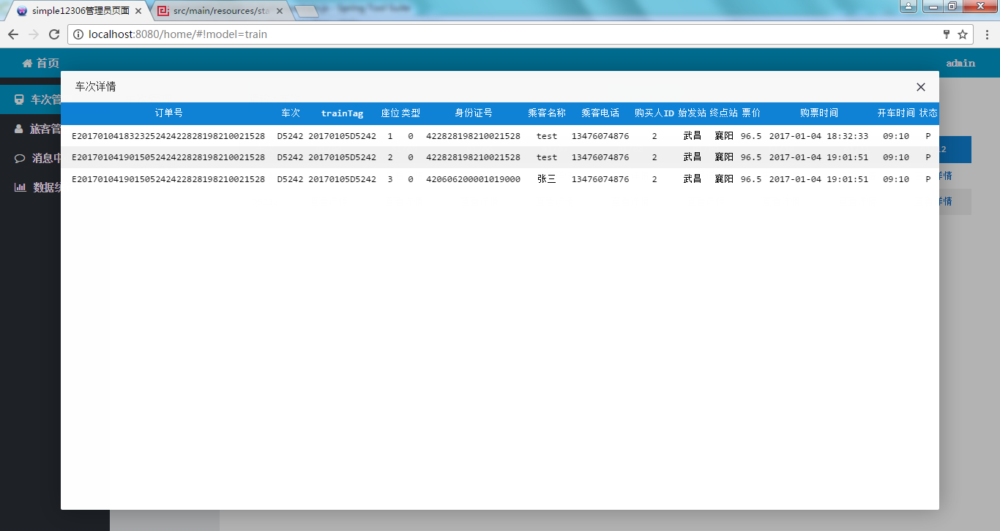 simple12306管理员页面
src/main/resources/sta
Spring Tool Suite
localhost:8080/home/#!model=train
首页
admin
车次详情
车次管
旅客管
消息中
数据统
订单号 车次 trainTag 座位 类型 身份证号 乘客名称 乘客电话 购买人ID 始发站 终点站 票价 购票时间 开车时间 状态
E20170104183232524242282819821​0021528 D5242 20170105D5242 1 0 422828198210021528 test 13476074876 2 武昌 襄阳 96.5 2017-01-04 18:32:33 09:10 P
E201701041901505242422828198210021528 D5242 20170105D5242 2 0 422828198210021528 test 13476074876 2 武昌 襄阳 96.5 2017-01-04 19:01:51 09:10 P
E201701041901505242422828198210021528 D5242 20170105D5242 3 0 420606200001019000 张三 13476074876 2 武昌 襄阳 96.5 2017-01-04 19:01:51 09:10 P
12
详情
详情